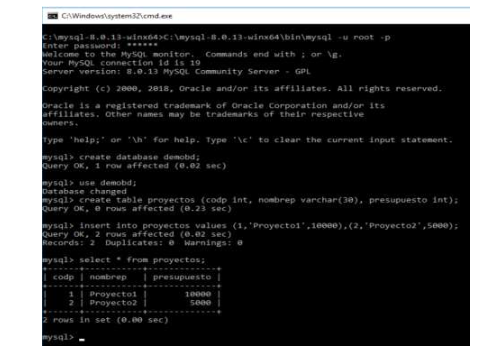 C:\Windows\system32\cmd.exe
C:\mysql-8.0.13-winx64>C:\mysql-8.0.13-winx64\bin\mysql -u root -p
Enter password: ******
Welcome to the MySQL monitor.  Commands end with ; or \g.
Your MySQL connection id is 19
Server version: 8.0.13 MySQL Community Server - GPL
Copyright (c) 2000, 2018, Oracle and/or its affiliates. All rights reserved.
Oracle is a registered trademark of Oracle Corporation and/or its
affiliates. Other names may be trademarks of their respective
owners.
Type 'help;' or '\h' for help. Type '\c' to clear the current input statement.
mysql> create database demobd;
Query OK, 1 row affected (0.02 sec)
mysql> use demobd;
Database changed
mysql> create table proyectos (codp int, nombrep varchar(30), presupuesto int);
Query OK, 0 rows affected (0.23 sec)
mysql> insert into proyectos values (1,'Proyecto1',10000),(2,'Proyecto2',5000);
Query OK, 2 rows affected (0.02 sec)
Records: 2  Duplicates: 0  Warnings: 0
mysql> select * from proyectos;
+------+-----------+-------------+
| codp | nombrep   | presupuesto |
+------+-----------+-------------+
|    1 | Proyecto1 |       10000 |
|    2 | Proyecto2 |        5000 |
+------+-----------+-------------+
2 rows in set (0.00 sec)
mysql> _